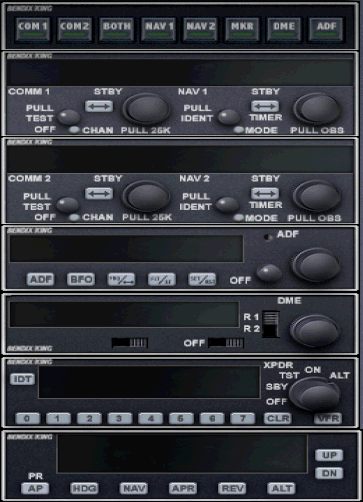 BENDIX KING
COM 1 COM 2 BOTH NAV 1 NAV 2 MKR DME ADF
BENDIX KING
COMM 1 STBY NAV 1 STBY
PULL TEST PULL IDENT TIMER
OFF CHAN PULL 25K MODE PULL OBS
BENDIX KING
COMM 2 STBY NAV 2 STBY
PULL TEST PULL IDENT TIMER
OFF CHAN PULL 25K MODE PULL OBS
BENDIX KING
ADF
ADF BFO OFF
DME
R 1
R 2
OFF
BENDIX KING
BENDIX KING
XPDR
IDT TST ON ALT
SBY
OFF
0 1 2 3 4 5 6 7 CLR VFR
BENDIX KING
UP
PR DN
AP HDG NAV APR REV ALT